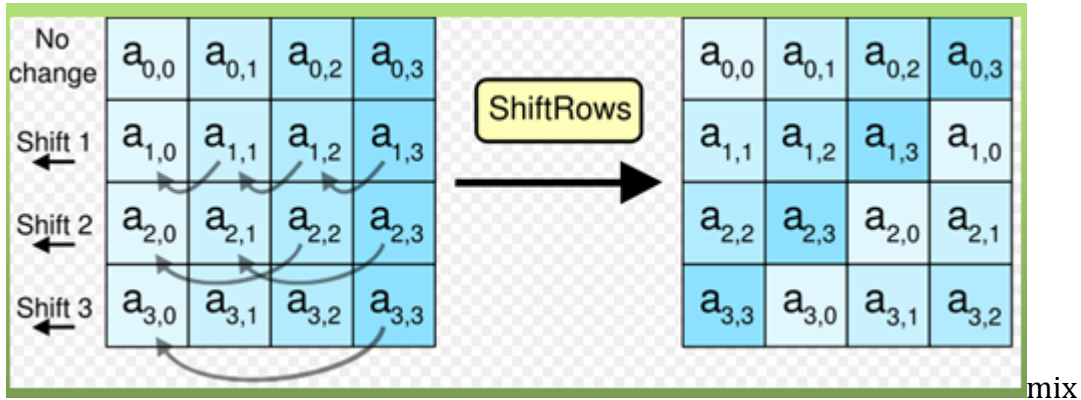 No change a0,0 a0,1 a0,2 a0,3 a0,0 a0,1 a0,2 a0,3
ShiftRows
Shift 1 a1,0 a1,1 a1,2 a1,3 a1,1 a1,2 a1,3 a1,0
Shift 2 a2,0 a2,1 a2,2 a2,3 a2,2 a2,3 a2,0 a2,1
Shift 3 a3,0 a3,1 a3,2 a3,3 a3,3 a3,0 a3,1 a3,2
mix